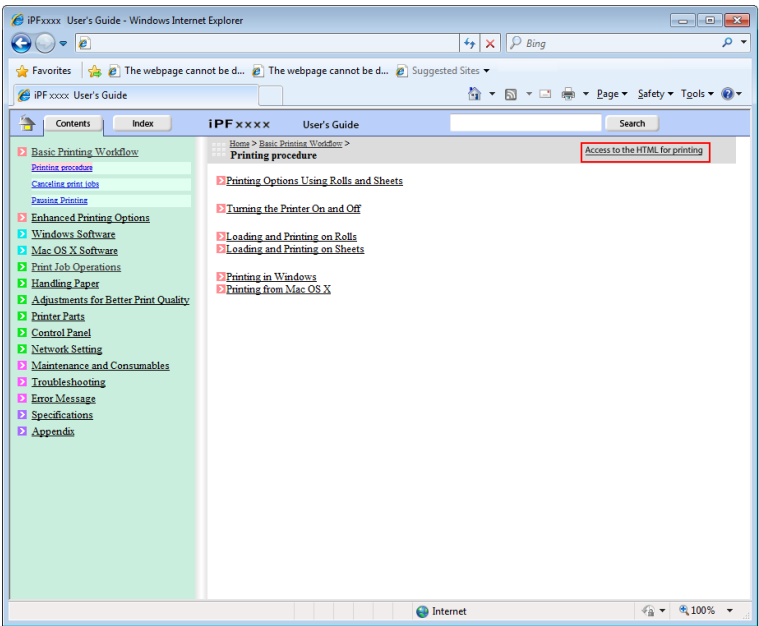 iPFxxxx User's Guide - Windows Internet Explorer
Bing
Favorites The webpage cannot be d... The webpage cannot be d... Suggested Sites
iPF xxxx User's Guide
Page Safety Tools
Contents Index iPFxxxx User's Guide Search
Basic Printing Workflow
Printing procedure
Canceling print jobs
Pausing Printing
Enhanced Printing Options
Windows Software
Mac OS X Software
Print Job Operations
Handling Paper
Adjustments for Better Print Quality
Printer Parts
Control Panel
Network Setting
Maintenance and Consumables
Troubleshooting
Error Message
Specifications
Appendix
Home > Basic Printing Workflow >
Printing procedure
Access to the HTML for printing
Printing Options Using Rolls and Sheets
Turning the Printer On and Off
Loading and Printing on Rolls
Loading and Printing on Sheets
Printing in Windows
Printing from Mac OS X
Internet 100%